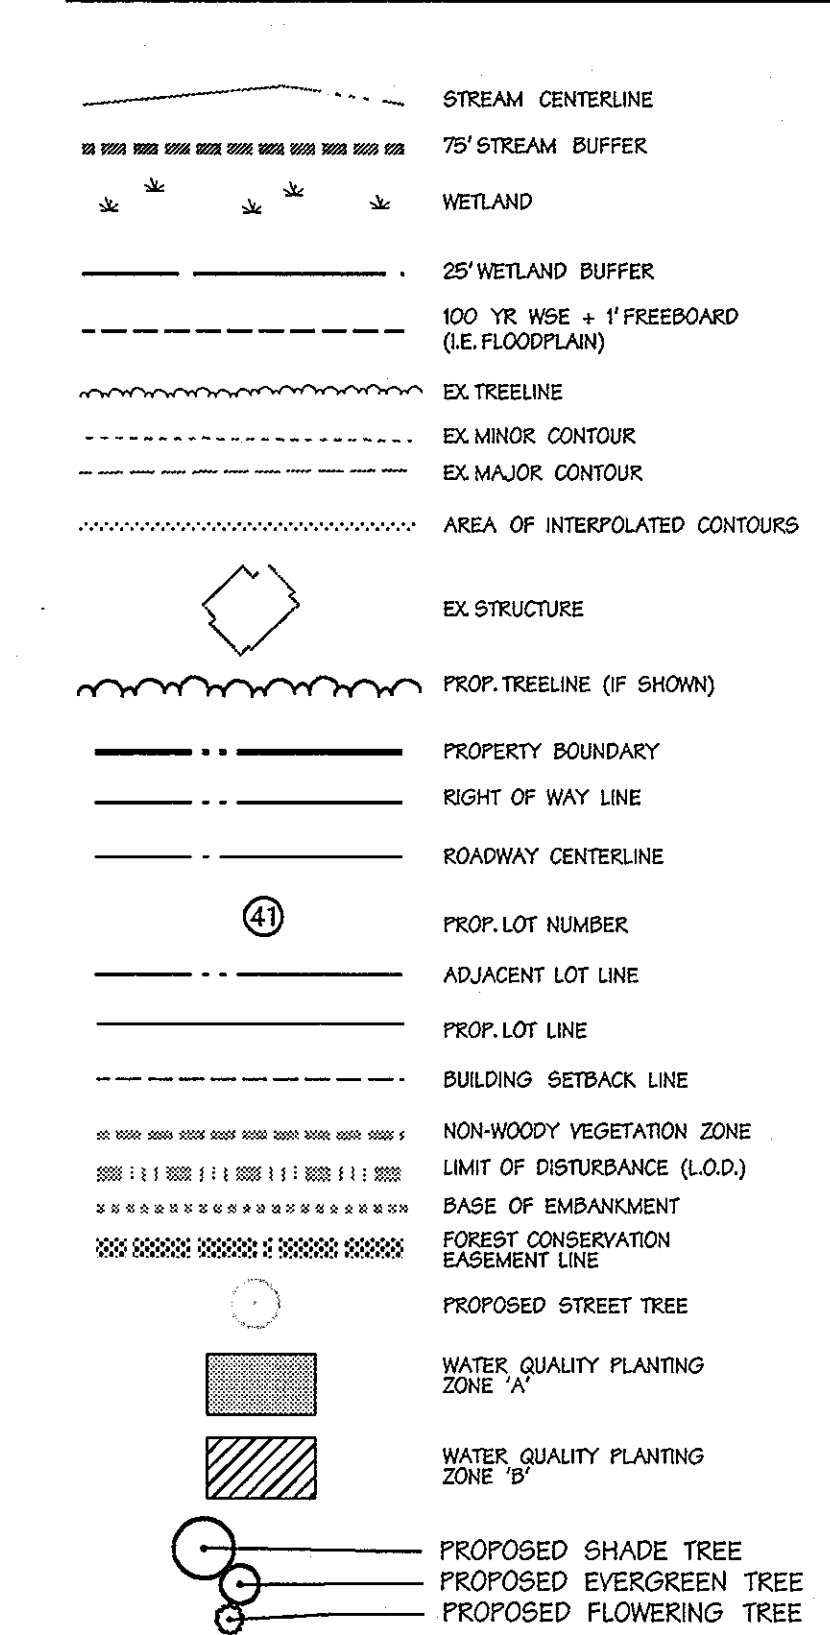 STREAM CENTERLINE
75' STREAM BUFFER
WETLAND
25' WETLAND BUFFER
100 YR WSE + 1' FREEBOARD
(I.E. FLOODPLAIN)
EX. TREELINE
EX. MINOR CONTOUR
EX. MAJOR CONTOUR
AREA OF INTERPOLATED CONTOURS
EX. STRUCTURE
PROP. TREELINE (IF SHOWN)
PROPERTY BOUNDARY
RIGHT OF WAY LINE
ROADWAY CENTERLINE
41
PROP. LOT NUMBER
ADJACENT LOT LINE
PROP. LOT LINE
BUILDING SETBACK LINE
NON-WOODY VEGETATION ZONE
LIMIT OF DISTURBANCE (L.O.D.)
BASE OF EMBANKMENT
FOREST CONSERVATION
EASEMENT LINE
PROPOSED STREET TREE
WATER QUALITY PLANTING
ZONE 'A'
WATER QUALITY PLANTING
ZONE 'B'
PROPOSED SHADE TREE
PROPOSED EVERGREEN TREE
PROPOSED FLOWERING TREE